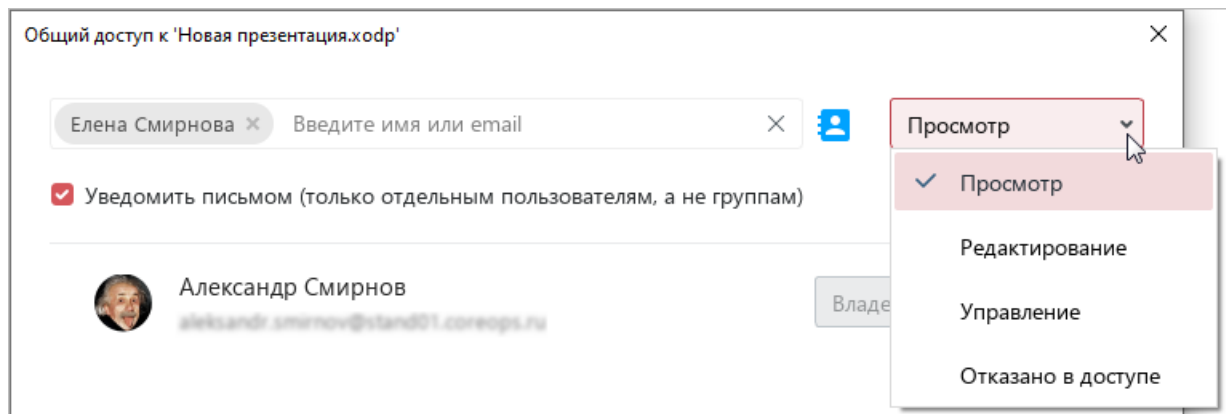 Общий доступ к 'Новая презентация.xodp'
Елена Смирнова Введите имя или email
Просмотр
Просмотр
Уведомить письмом (только отдельным пользователям, а не группам)
Редактирование
Александр Смирнов
Управление
Отказано в доступе